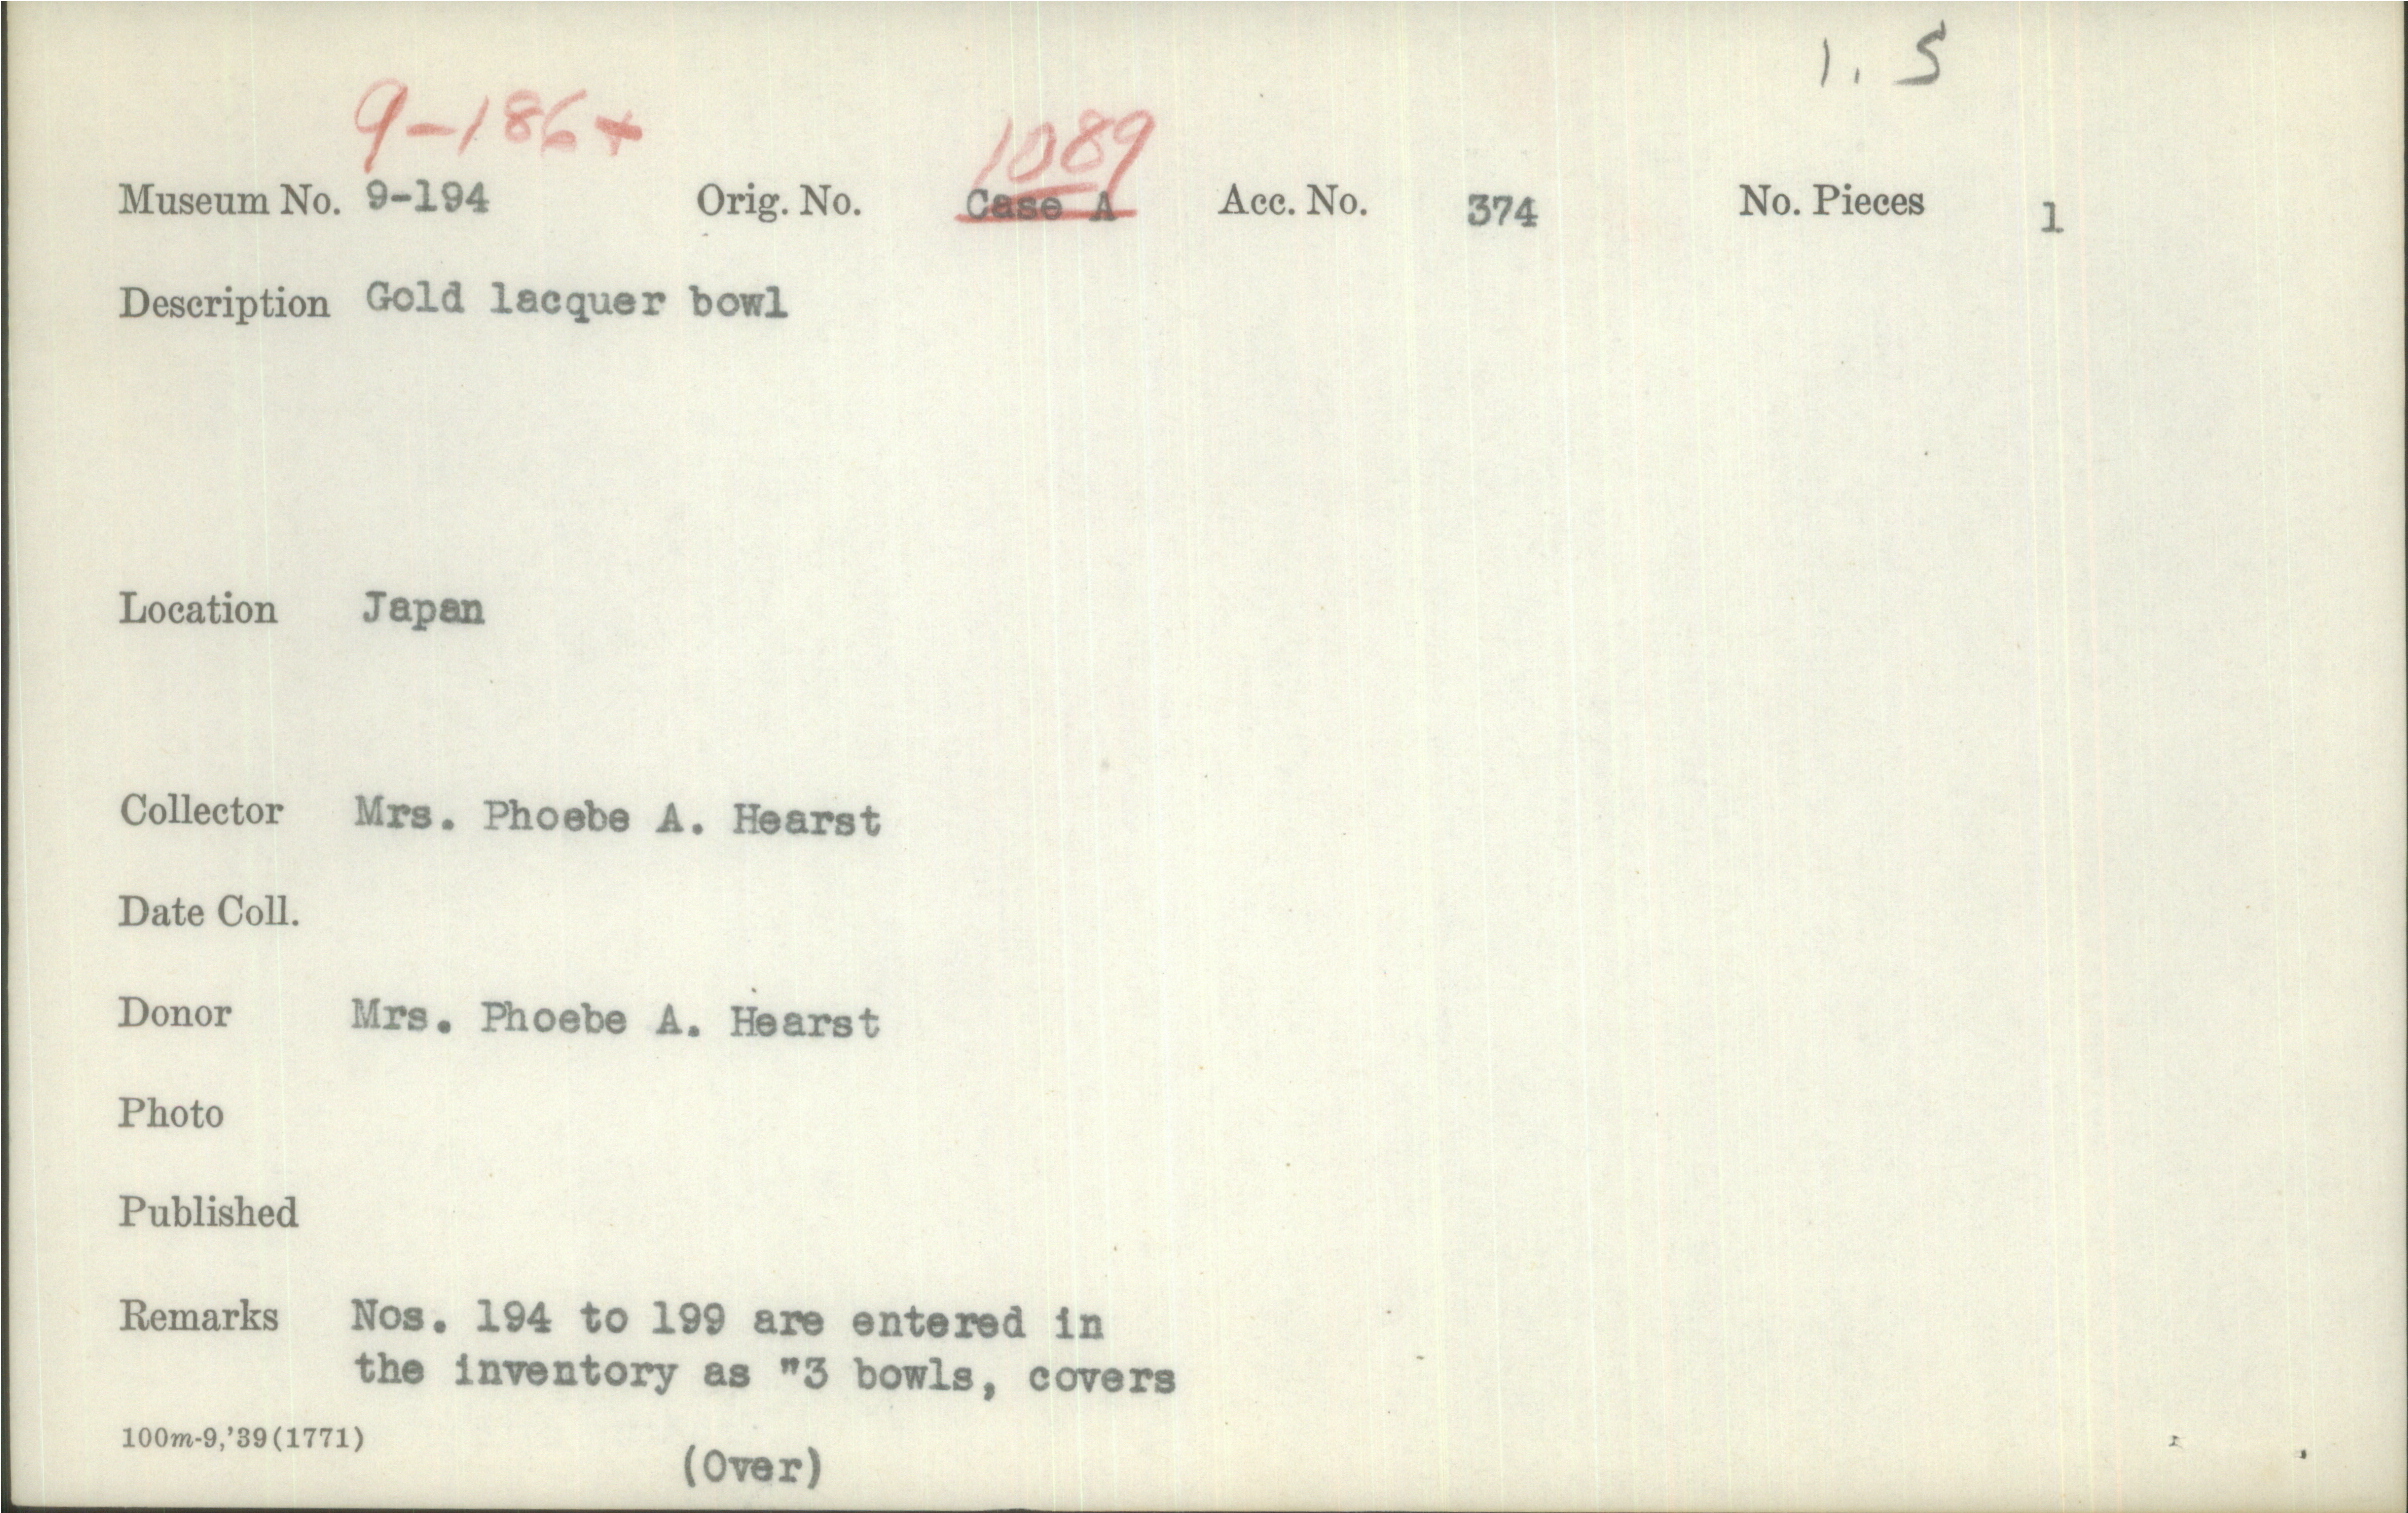 1. 5
9-186+
1089
Museum No. 9-194 Orig. No. Case A Acc. No. 374 No. Pieces 1
Description Gold lacquer bowl
Location Japan
Collector Mrs. Phoebe A. Hearst
Date Coll.
Donor Mrs. Phoebe A. Hearst
Photo
Published
Remarks Nos. 194 to 199 are entered in
the inventory as "3 bowls, covers
100m-9,'39(1771)
(Over)